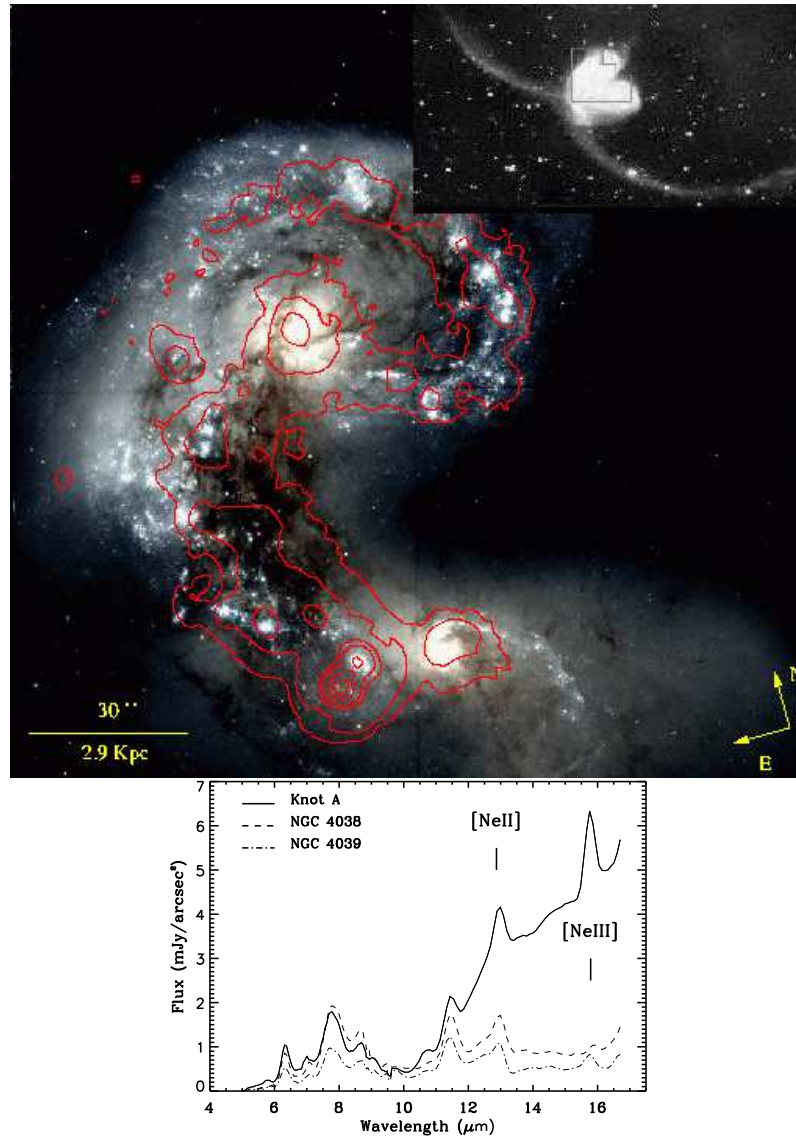 30''
2.9 Kpc
N
E
Knot A
NGC 4038
NGC 4039
[NeII]
[NeIII]
Flux (mJy/arcsec²)
7
6
5
4
3
2
1
0
4 6 8 10 12 14 16
Wavelength (μm)